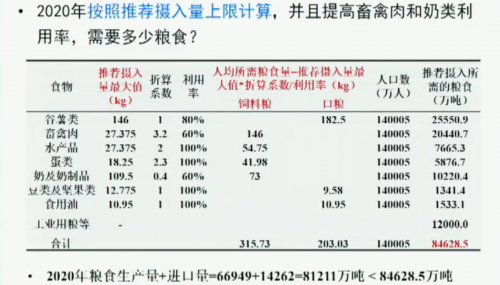 • 2020年按照推荐摄入量上限计算，并且提高畜禽肉和奶类利
用率，需要多少粮食？
食物 推荐摄入量最大值(kg) 折算系数 利用率 人均所需粮食量=推荐摄入量最大值*折算系数/利用率 (kg) 饲料粮 口粮 人口数(万人) 推荐摄入所需的粮食(万吨)
谷薯类 146 1 80% 182.5 140005 25550.9
畜禽肉 27.375 3.2 60% 146 140005 20440.7
水产品 27.375 2 100% 54.75 140005 7665.3
蛋类 18.25 2.3 100% 41.98 140005 5876.7
奶及奶制品 109.5 0.4 60% 73 140005 10220.4
豆类及坚果类 12.775 1 100% 9.58 140005 1341.4
食用油 10.95 1 100% 10.95 140005 1533.1
工业用粮等 - 12000.0
合计 315.73 203.03 140005 84628.5
• 2020年粮食生产量+进口量=66949+14262=81211万吨 < 84628.5万吨